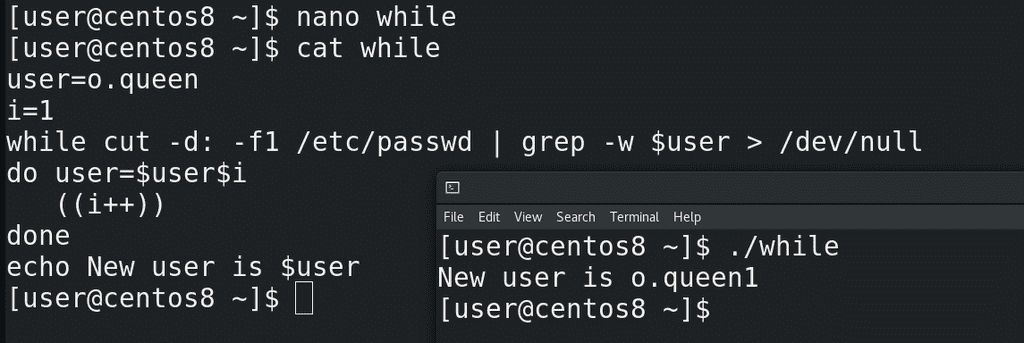 [user@centos8 ~]$ nano while
[user@centos8 ~]$ cat while
user=o.queen
i=1
while cut -d: -f1 /etc/passwd | grep -w $user > /dev/null
do user=$user$i
   ((i++))
done
echo New user is $user
[user@centos8 ~]$
File Edit View Search Terminal Help
[user@centos8 ~]$ ./while
New user is o.queen1
[user@centos8 ~]$